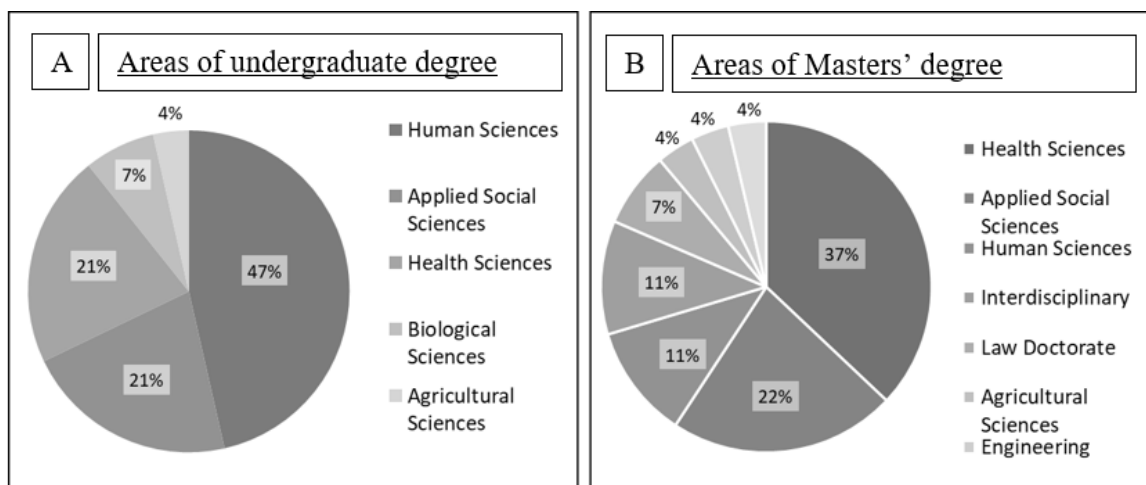 A
Areas of undergraduate degree
4%
7%
21%
47%
21%
Human Sciences
Applied Social
Sciences
Health Sciences
Biological
Sciences
Agricultural
Sciences
B
Areas of Masters’ degree
4%
4%
4%
7%
37%
11%
11%
22%
Health Sciences
Applied Social
Sciences
Human Sciences
Interdisciplinary
Law Doctorate
Agricultural
Sciences
Engineering